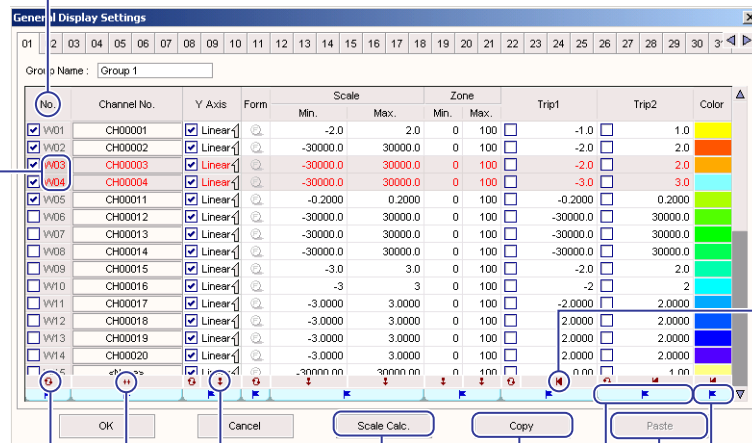 General Display Settings
01 2 03 04 05 06 07 08 09 10 11 12 13 14 15 16 17 18 19 20 21 22 23 24 25 26 27 28 29 30 31
Group Name : Group 1
No. Channel No. Y Axis Form Scale Zone Trip1 Trip2 Color
Min. Max. Min. Max.
W01 CH00001 Linear -2.0 2.0 0 100 -1.0 1.0
W02 CH00002 Linear -30000.0 30000.0 0 100 -2.0 2.0
W03 CH00003 Linear -30000.0 30000.0 0 100 -2.0 2.0
W04 CH00004 Linear -30000.0 30000.0 0 100 -3.0 3.0
W05 CH00011 Linear -0.2000 0.2000 0 100 -0.2000 0.2000
W06 CH00012 Linear -30000.0 30000.0 0 100 -30000.0 30000.0
W07 CH00013 Linear -30000.0 30000.0 0 100 -30000.0 30000.0
W08 CH00014 Linear -30000.0 30000.0 0 100 -30000.0 30000.0
W09 CH00015 Linear -3.0 3.0 0 100 -2.0 2.0
W10 CH00016 Linear -3 3 0 100 -2 2
W11 CH00017 Linear -3.0000 3.0000 0 100 -2.0000 2.0000
W12 CH00018 Linear -3.0000 3.0000 0 100 2.0000 2.0000
W13 CH00019 Linear -3.0000 3.0000 0 100 2.0000 2.0000
W14 CH00020 Linear -3.0000 3.0000 0 100 2.0000 2.0000
Linear -30000.00 30000.00 0 100 0.00 1.00
OK Cancel Scale Calc. Copy Paste